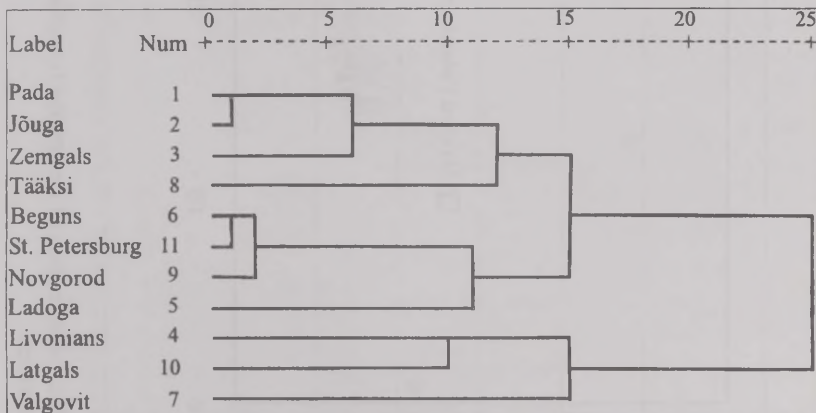 0 5 10 15 20 25
Label Num +---------+---------+---------+---------+---------+
Pada 1
Jõuga 2
Zemgals 3
Tääksi 8
Beguns 6
St. Petersburg 11
Novgorod 9
Ladoga 5
Livonians 4
Latgals 10
Valgovit 7